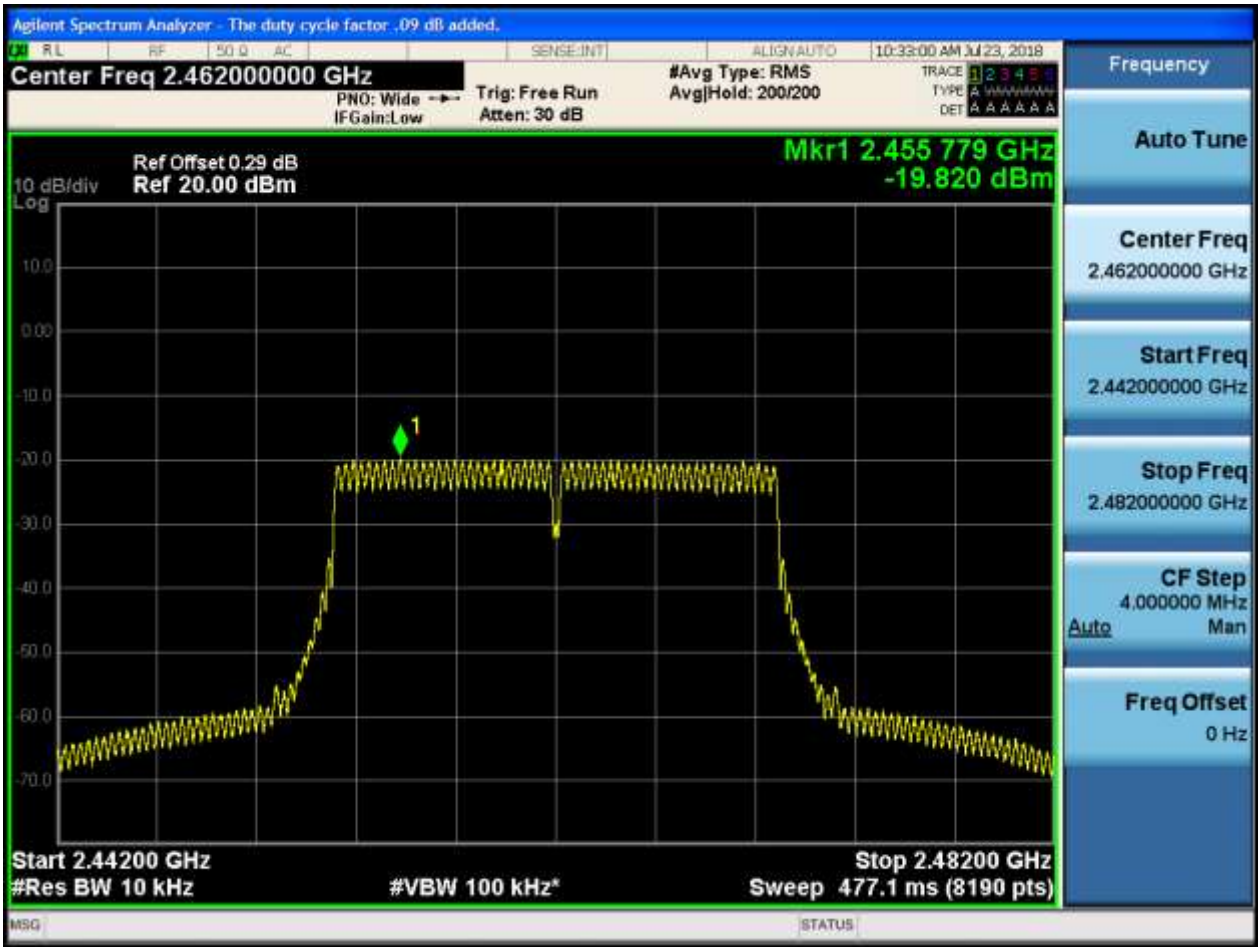 Agilent Spectrum Analyzer - The duty cycle factor .09 dB added.
RL RF 50 Ω AC SENSE:INT ALIGNAUTO 10:33:00 AM Jul 23, 2018
Center Freq 2.462000000 GHz
#Avg Type: RMS
Avg|Hold: 200/200
PNO: Wide
IFGain:Low
Trig: Free Run
Atten: 30 dB
TRACE 1 2 3 4 5 6
TYPE A
DET A A A A A A
Mkr1 2.455 779 GHz
-19.820 dBm
Ref Offset 0.29 dB
10 dB/div Ref 20.00 dBm
Log
10.0
0.00
-10.0
-20.0
-30.0
-40.0
-50.0
-60.0
-70.0
1
Start 2.44200 GHz Stop 2.48200 GHz
#Res BW 10 kHz #VBW 100 kHz* Sweep 477.1 ms (8190 pts)
MSG STATUS
Frequency
Auto Tune
Center Freq
2.462000000 GHz
Start Freq
2.442000000 GHz
Stop Freq
2.482000000 GHz
CF Step
4.000000 MHz
Auto Man
Freq Offset
0 Hz